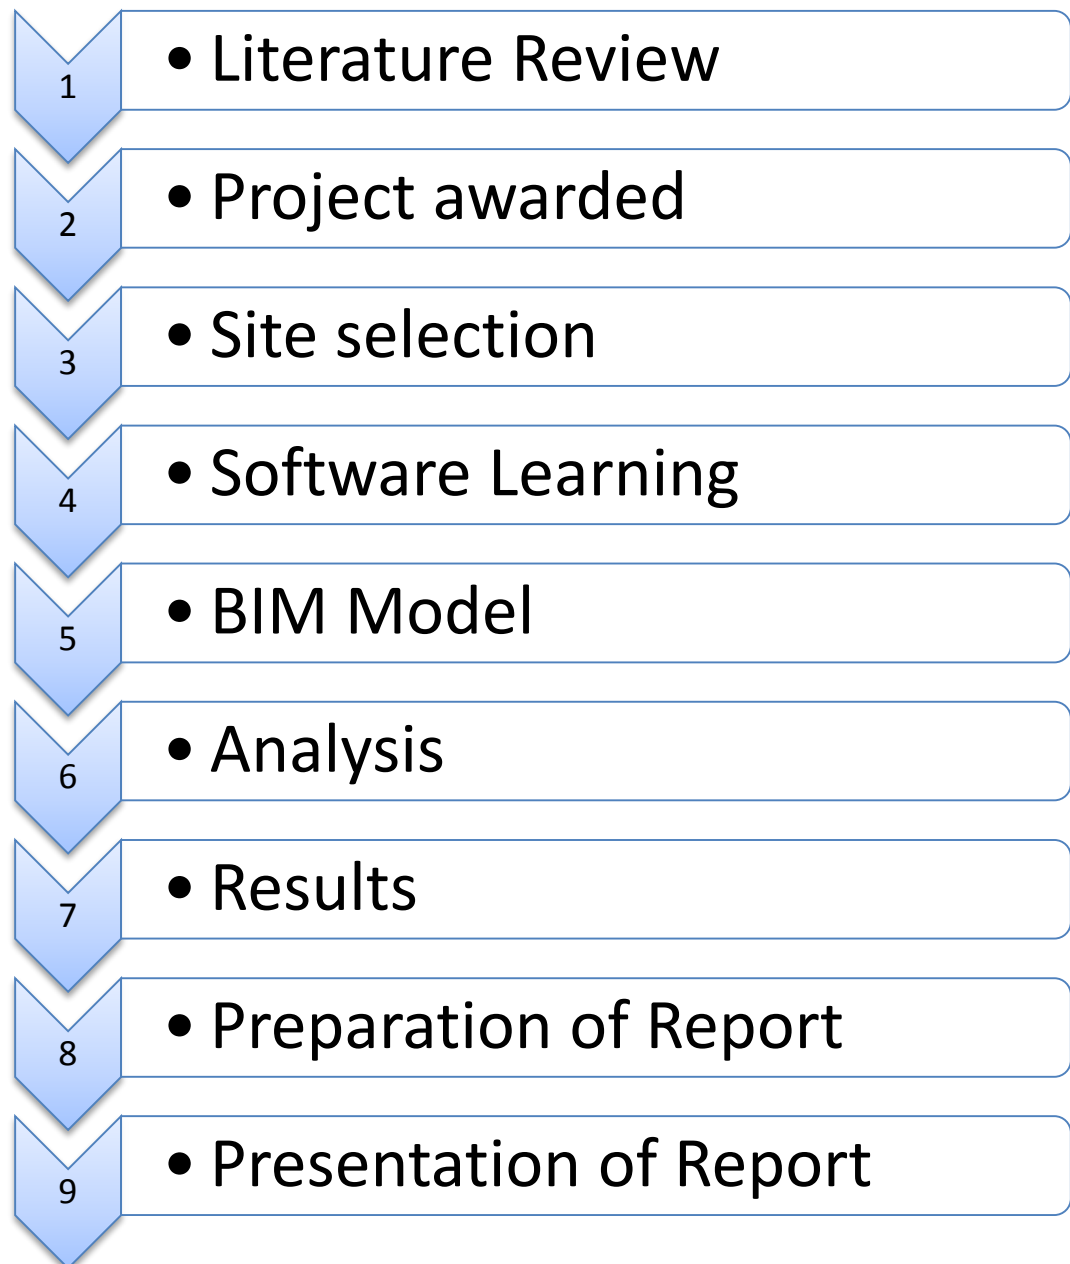 1
• Literature Review
2
• Project awarded
3
• Site selection
4
• Software Learning
5
• BIM Model
6
• Analysis
7
• Results
8
• Preparation of Report
9
• Presentation of Report